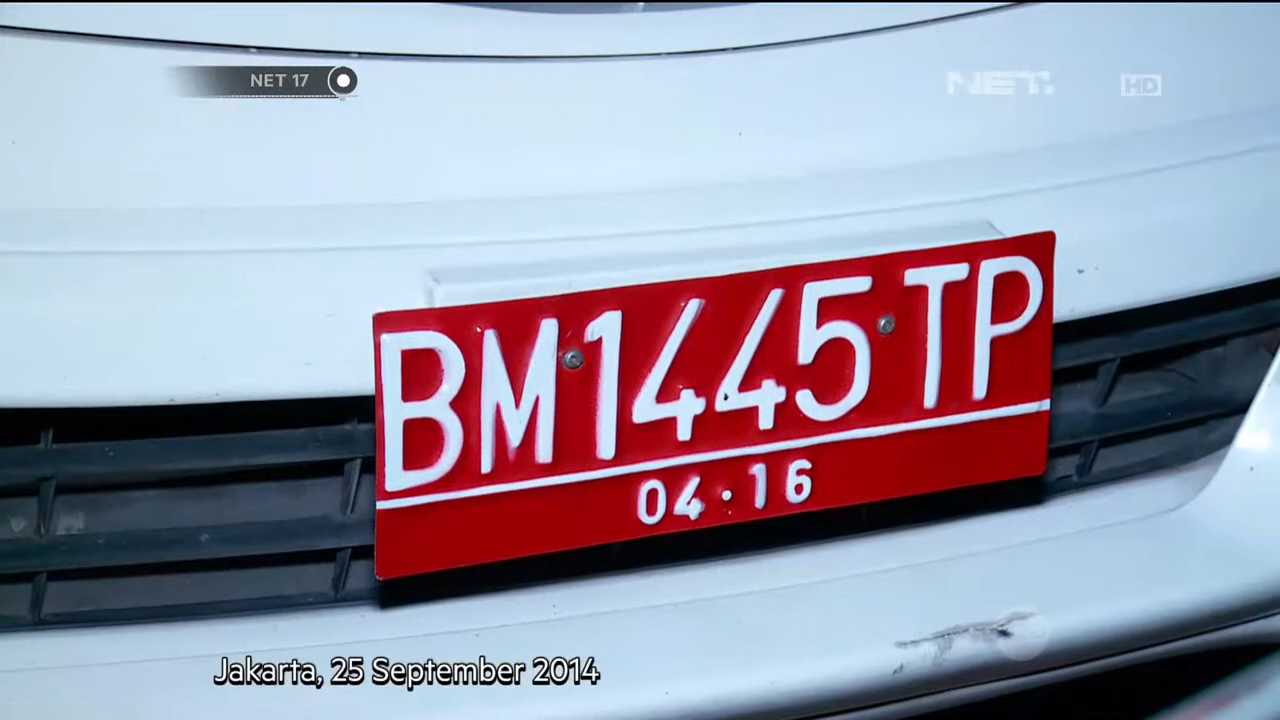 NET 17
NET.
HD
BM 1445 TP
04·16
Jakarta, 25 September 2014